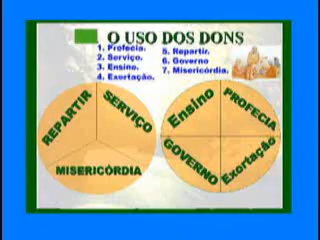 O USO DOS DONS
1. Profecia.
2. Serviço.
3. Ensino.
4. Exortação.
5. Repartir.
6. Governo
7. Misericórdia.
REPARTIR
SERVIÇO
MISERICÓRDIA
Ensino
PROFECIA
GOVERNO
Exortação